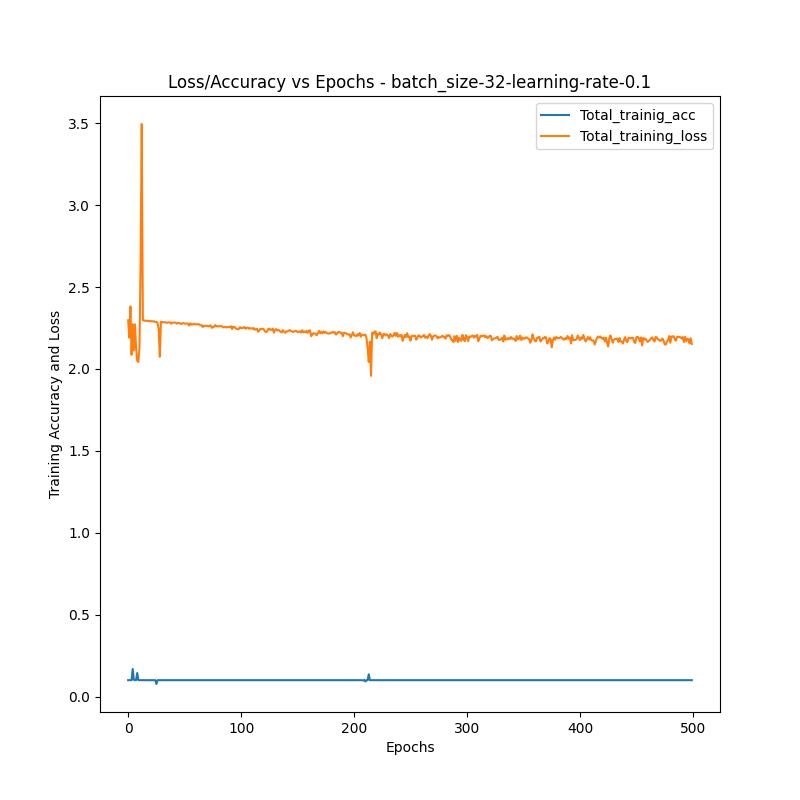 Loss/Accuracy vs Epochs - batch_size-32-learning-rate-0.1
Total_trainig_acc
Total_training_loss
3.5
3.0
2.5
2.0
1.5
1.0
0.5
0.0
Training Accuracy and Loss
0 100 200 300 400 500
Epochs